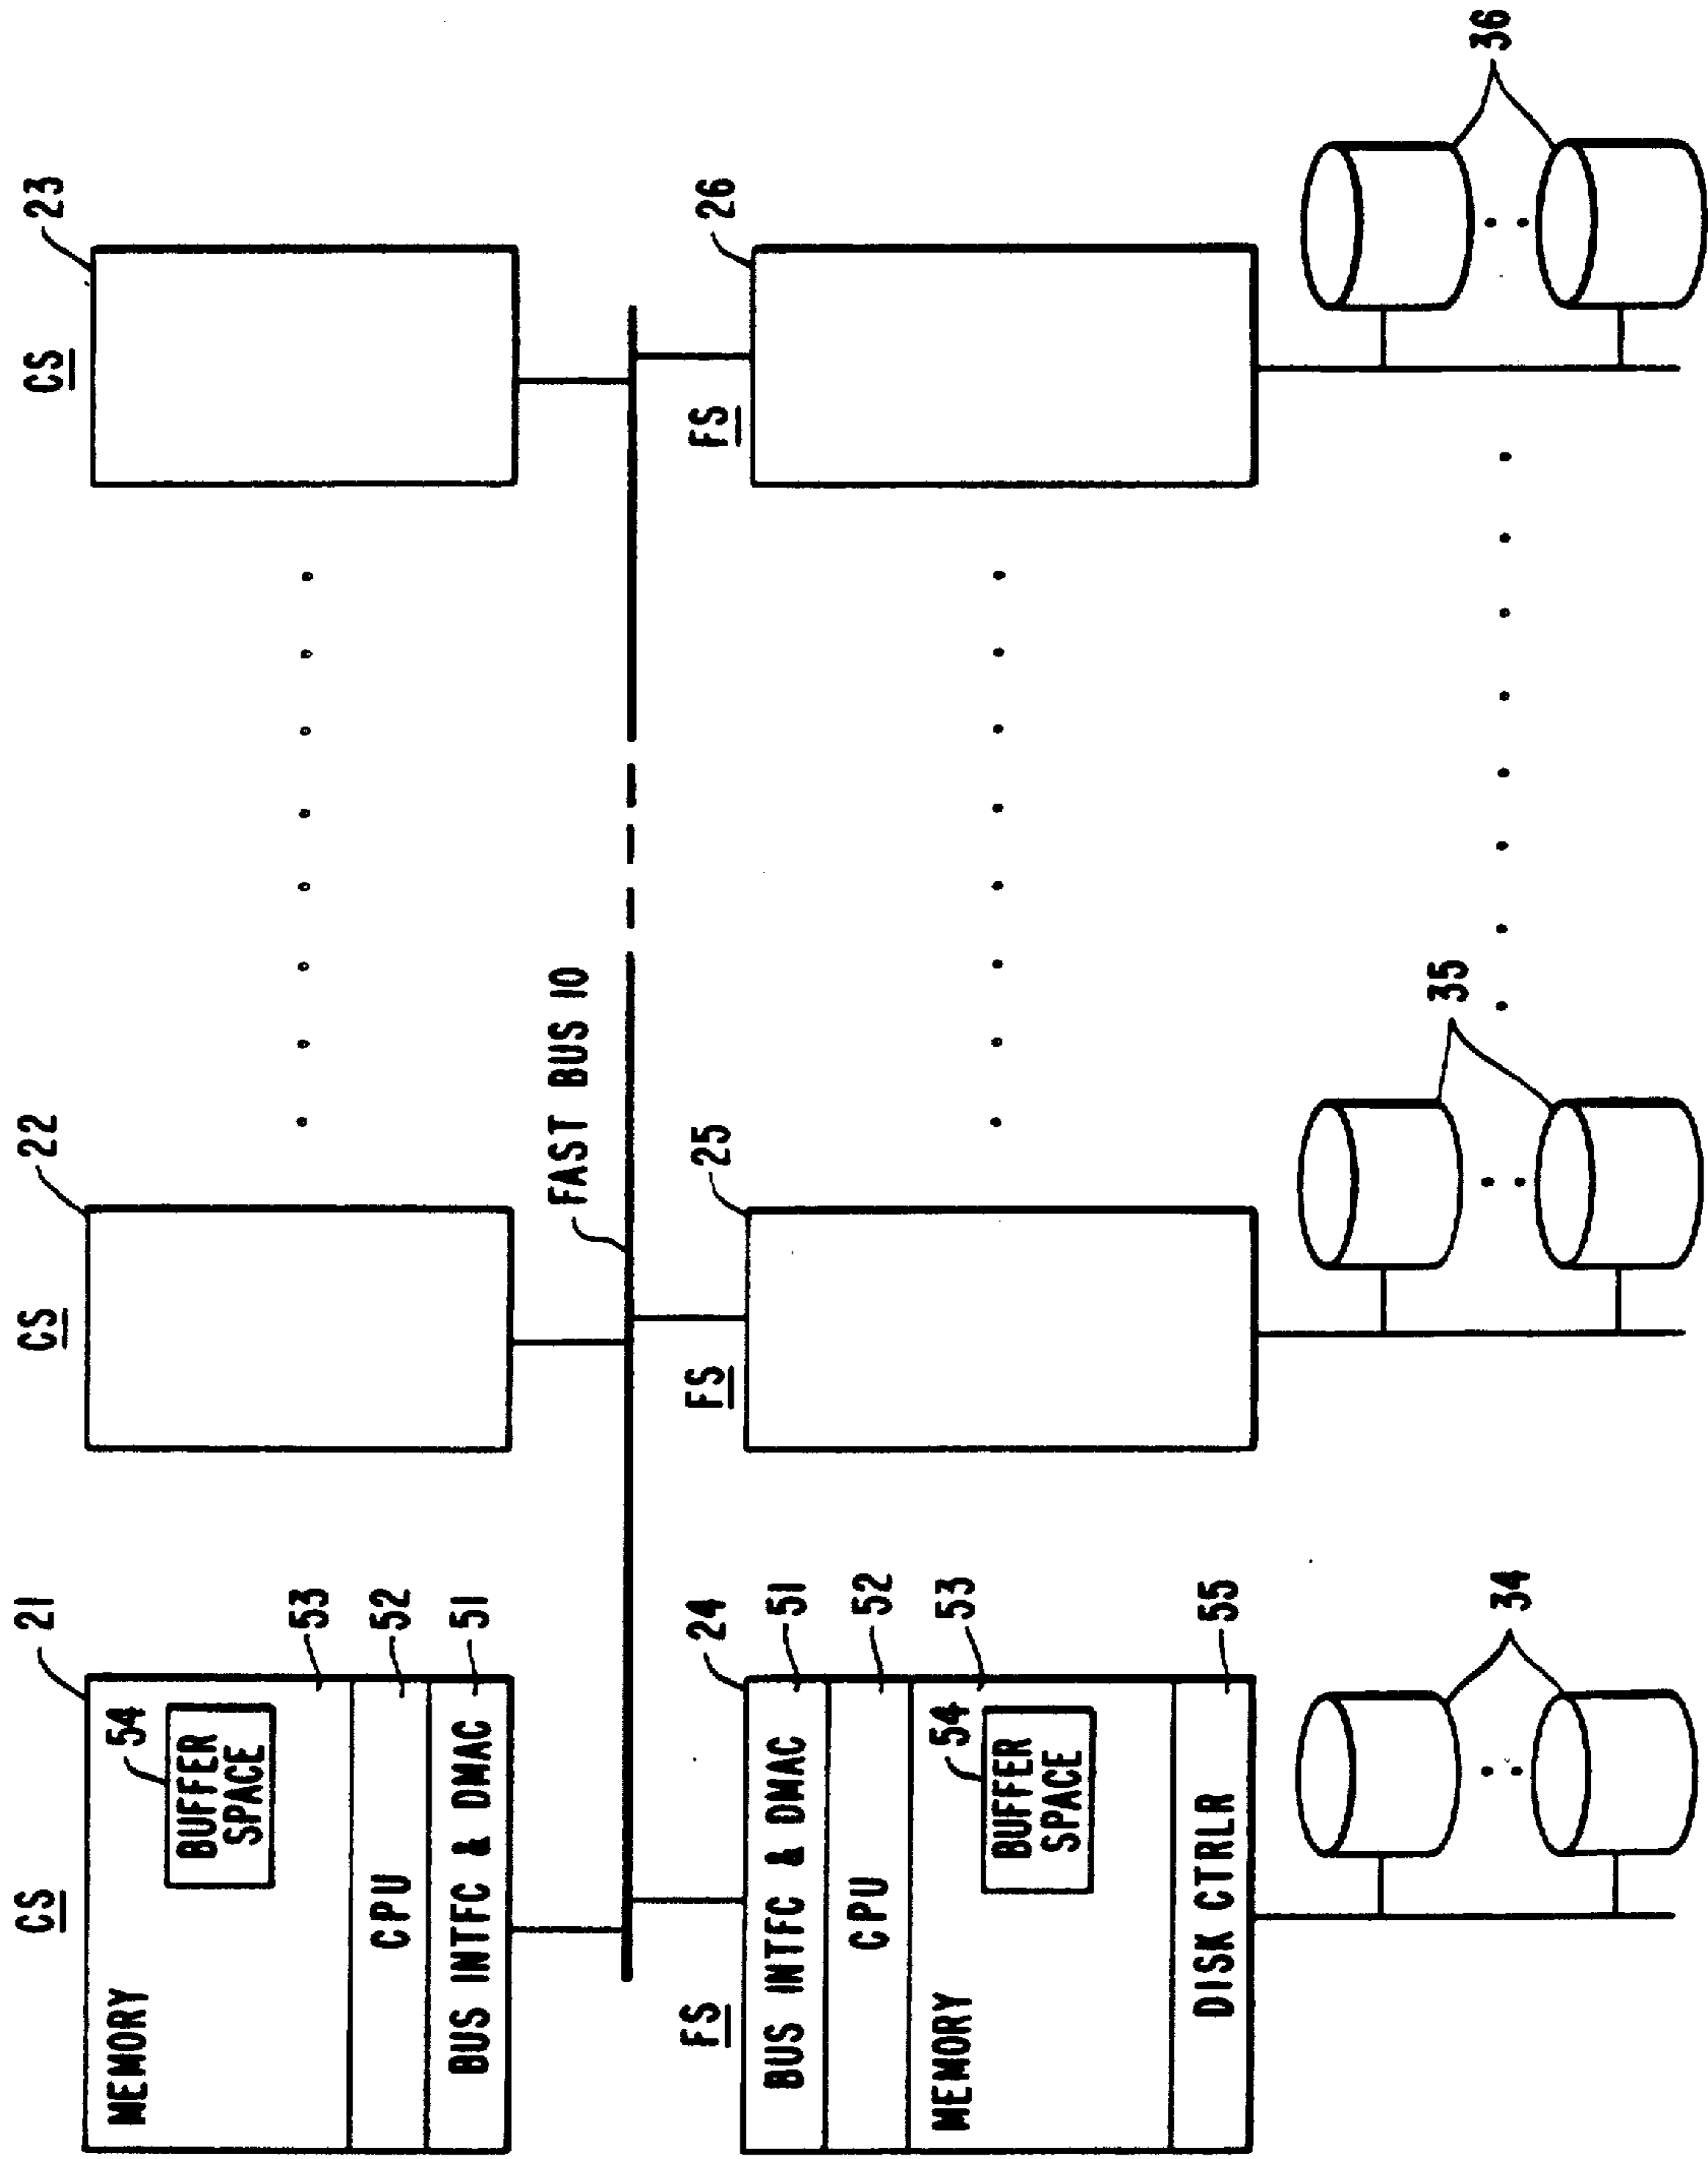 CS
21
MEMORY
54
BUFFER
SPACE
53
CPU
52
BUS INTFC & DMAC
51
CS
22
CS
23
FAST BUS 10
FS
24
BUS INTFC & DMAC
51
CPU
52
MEMORY
53
54
BUFFER
SPACE
DISK CTRLR
55
FS
25
FS
26
34
35
36